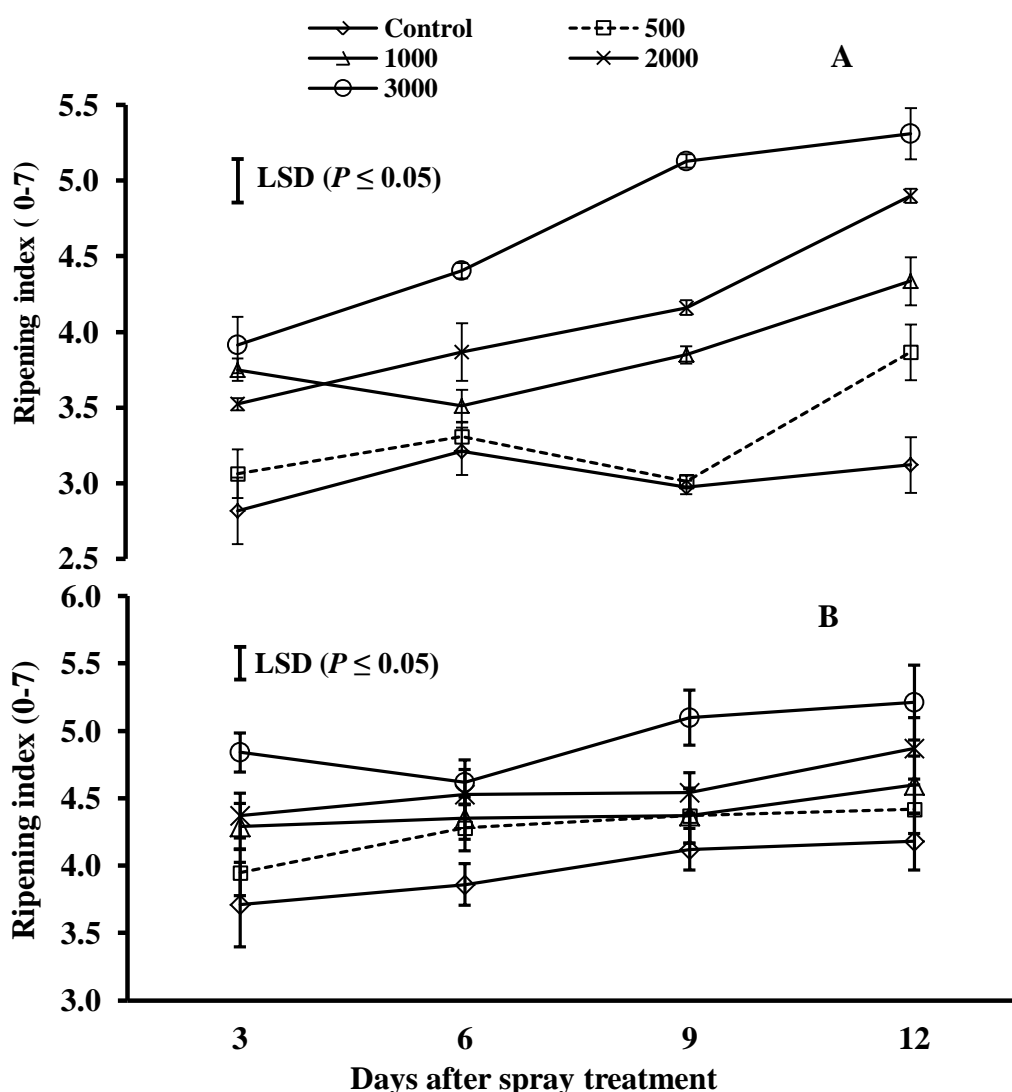 Control 500
1000 2000
3000
A
5.5
5.0
4.5
4.0
3.5
3.0
2.5
Ripening index ( 0-7)
LSD (P ≤ 0.05)
6.0
5.5
5.0
4.5
4.0
3.5
3.0
Ripening index (0-7)
B
LSD (P ≤ 0.05)
3 6 9 12
Days after spray treatment